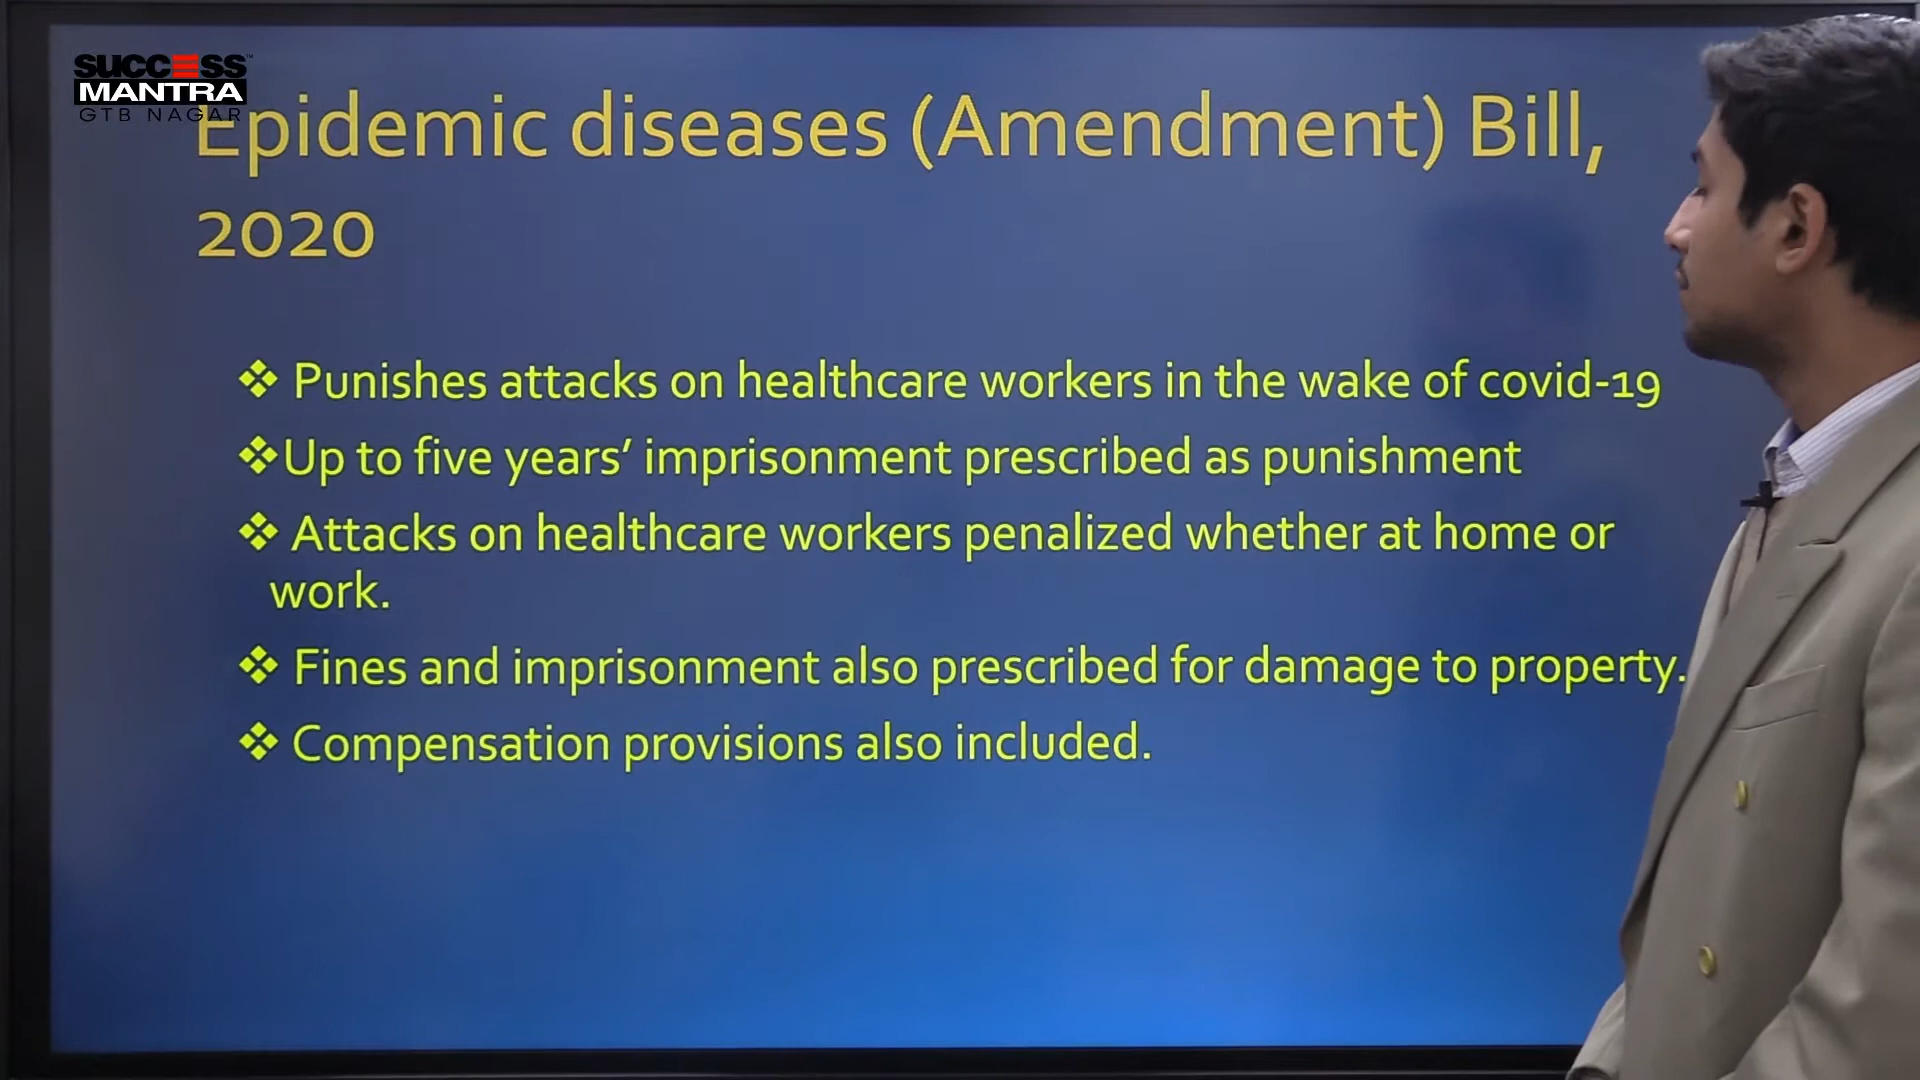 SUCCESS
MANTRA
GTB NAGAR
Epidemic diseases (Amendment) Bill,
2020
❖ Punishes attacks on healthcare workers in the wake of covid-19
❖Up to five years’ imprisonment prescribed as punishment
❖ Attacks on healthcare workers penalized whether at home or
work.
❖ Fines and imprisonment also prescribed for damage to property.
❖ Compensation provisions also included.